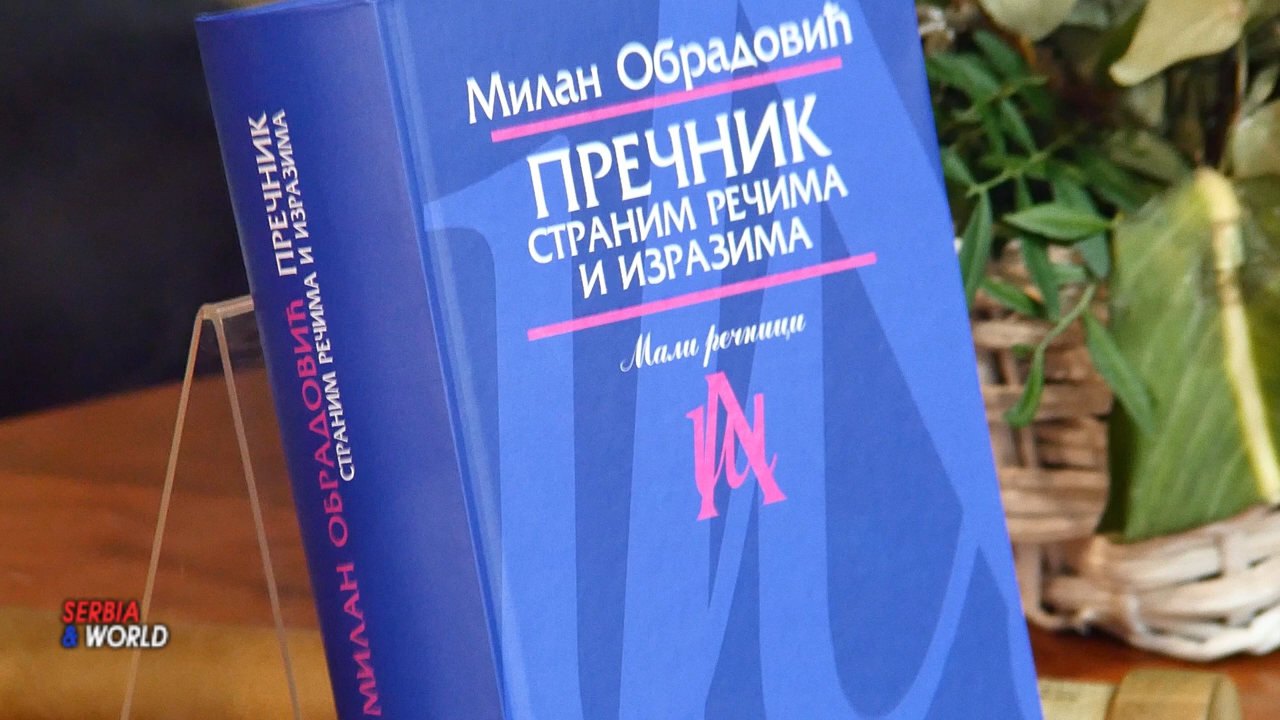 Милан Обрадовић
ПРЕЧНИК
СТРАНИМ РЕЧИМА
И ИЗРАЗИМА
Мали речници
МИЛАН ОБРАДОВИЋ
ПРЕЧНИК
СТРАНИМ РЕЧИМА И ИЗРАЗИМА
SERBIA
& WORLD